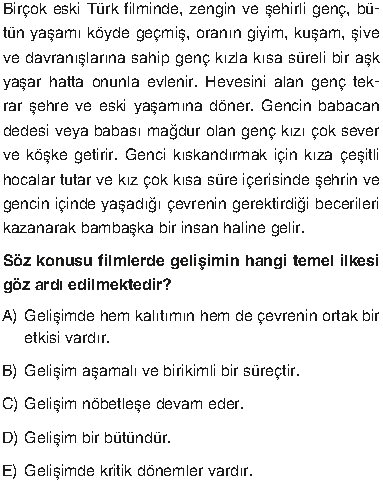 Birçok eski Türk filminde, zengin ve şehirli genç, bü-
tün yaşamı köyde geçmiş, oranın giyim, kuşam, şive
ve davranışlarına sahip genç kızla kısa süreli bir aşk
yaşar hatta onunla evlenir. Hevesini alan genç tek-
rar şehre ve eski yaşamına döner. Gencin babacan
dedesi veya babası mağdur olan genç kızı çok sever
ve köşke getirir. Genci kıskandırmak için kıza çeşitli
hocalar tutar ve kız çok kısa süre içerisinde şehrin ve
gencin içinde yaşadığı çevrenin gerektirdiği becerileri
kazanarak bambaşka bir insan haline gelir.
Söz konusu filmlerde gelişimin hangi temel ilkesi
göz ardı edilmektedir?
A) Gelişimde hem kalıtımın hem de çevrenin ortak bir
etkisi vardır.
B) Gelişim aşamalı ve birikimli bir süreçtir.
C) Gelişim nöbetleşe devam eder.
D) Gelişim bir bütündür.
E) Gelişimde kritik dönemler vardır.